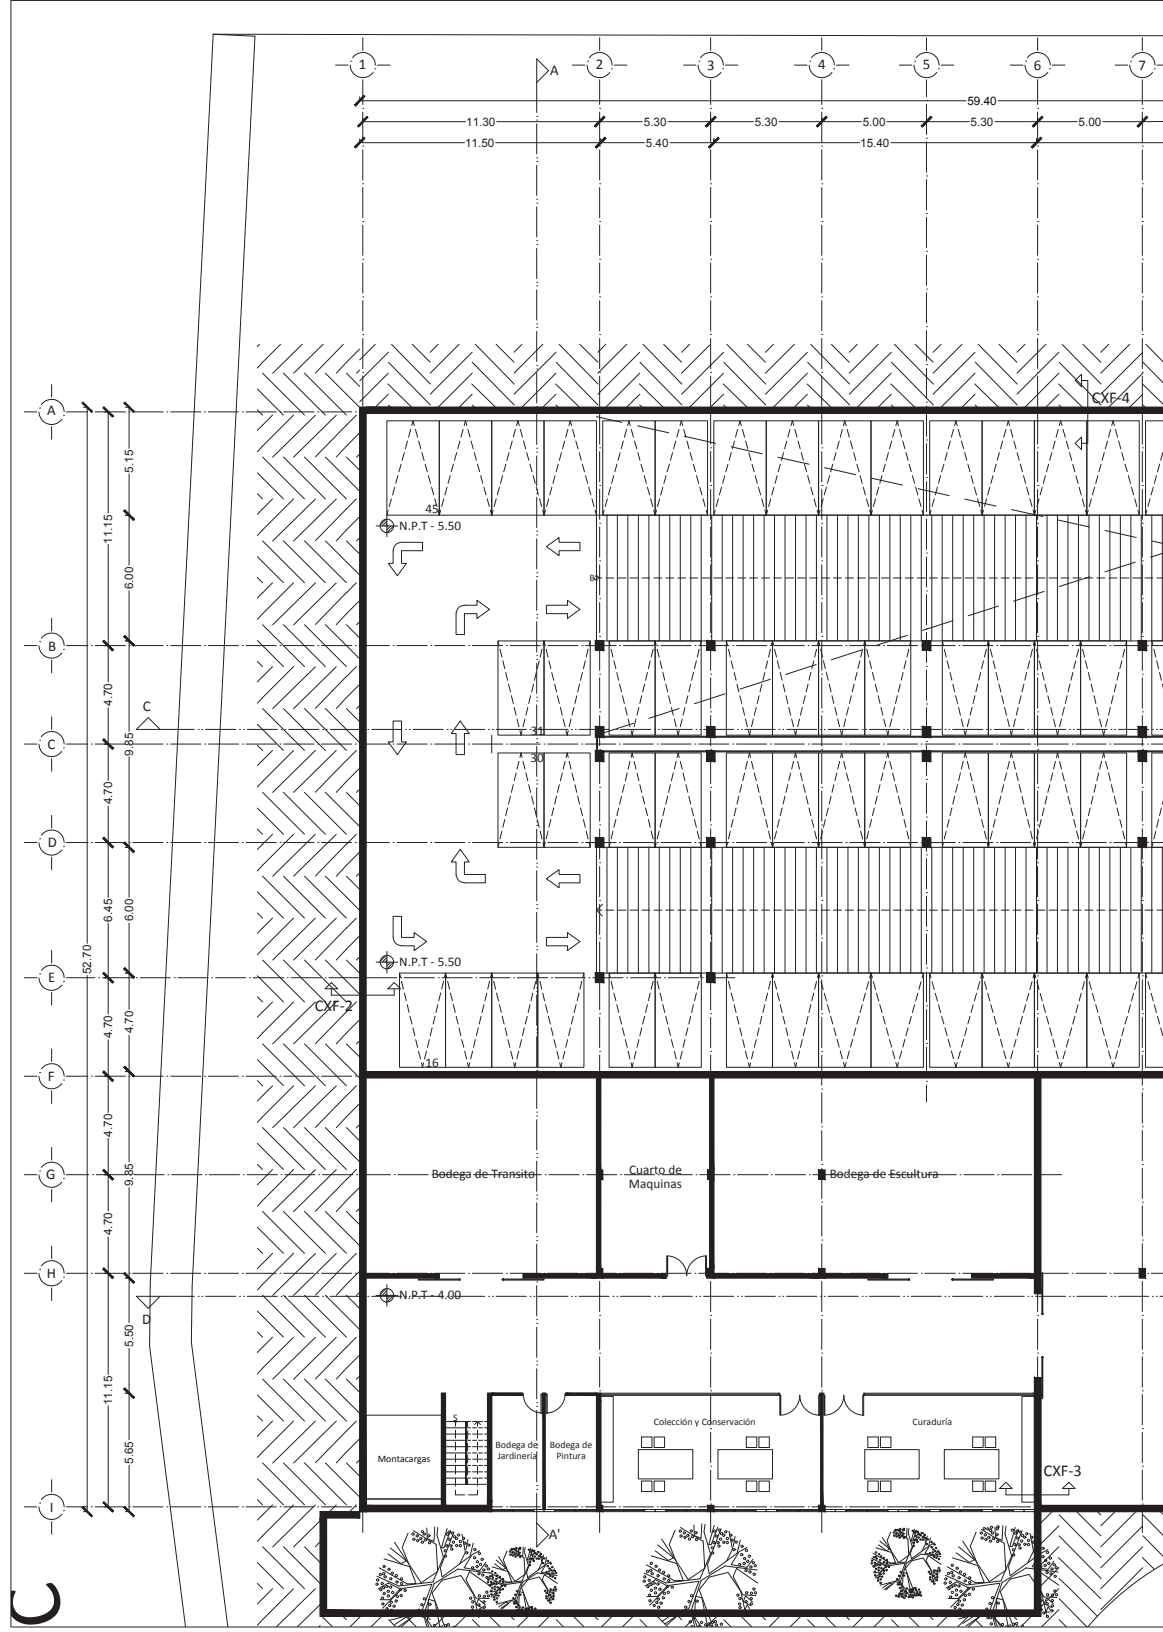 1
A
2
3
4
5
6
7
59.40
11.30
5.30
5.30
5.00
5.30
5.00
11.50
5.40
15.40
CXF-4
A
5.15
45
N.P.T - 5.50
11.15
6.00
B
B
4.70
C
31
C
9.85
30
4.70
D
6.45
6.00
52.70
N.P.T - 5.50
E
CXF-2
4.70
4.70
16
F
4.70
G
9.85
Bodega de Transito
Cuarto de
Maquinas
Bodega de Escultura
4.70
H
N.P.T - 4.00
D
5.50
11.15
S
Colección y Conservación
Curaduría
Bodega de
Jardinería
Bodega de
Pintura
Montacargas
5.65
CXF-3
I
A'
C